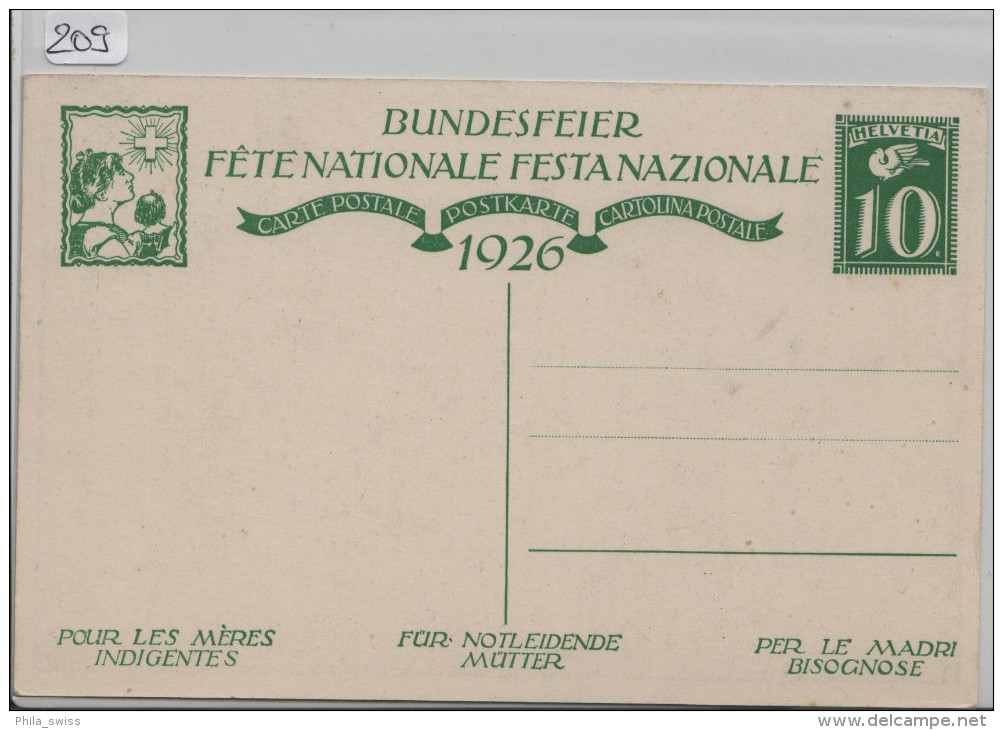 209
BUNDESFEIER
FÊTE NATIONALE FESTA NAZIONALE
CARTE POSTALE POSTKARTE CARTOLINA POSTALE
1926
HELVETIA
10
POUR LES MÈRES
INDIGENTES
FÜR NOTLEIDENDE
MÜTTER
PER LE MADRI
BISOGNOSE
Phila_swiss
delcampe.net